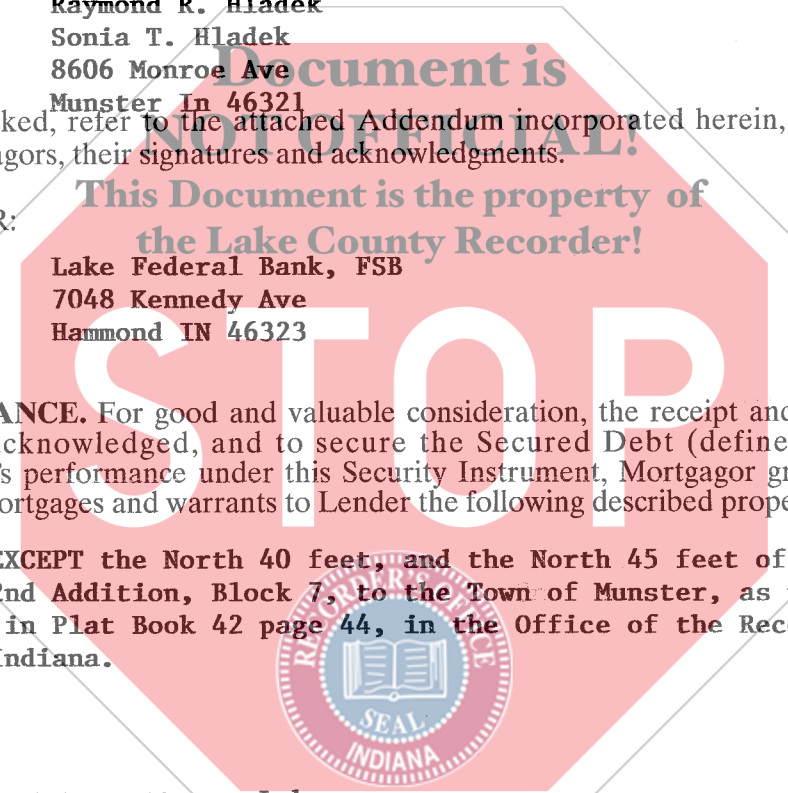 Raymond R. Hladek
Sonia T. Hladek
8606 Monroe Ave
Munster In 46321
Document is
NOT OFFICIAL!
This Document is the property of
the Lake County Recorder!
ked, refer to the attached Addendum incorporated herein,
agors, their signatures and acknowledgments.
R:
Lake Federal Bank, FSB
7048 Kennedy Ave
Hammond IN 46323
STOP
ANCE. For good and valuable consideration, the receipt and
cknowledged, and to secure the Secured Debt (define
's performance under this Security Instrument, Mortgagor gr
ortgages and warrants to Lender the following described prope
EXCEPT the North 40 feet, and the North 45 feet of
2nd Addition, Block 7, to the Town of Munster, as
in Plat Book 42 page 44, in the Office of the Rec
Indiana.
RECORDER'S OFFICE
SEAL
INDIANA